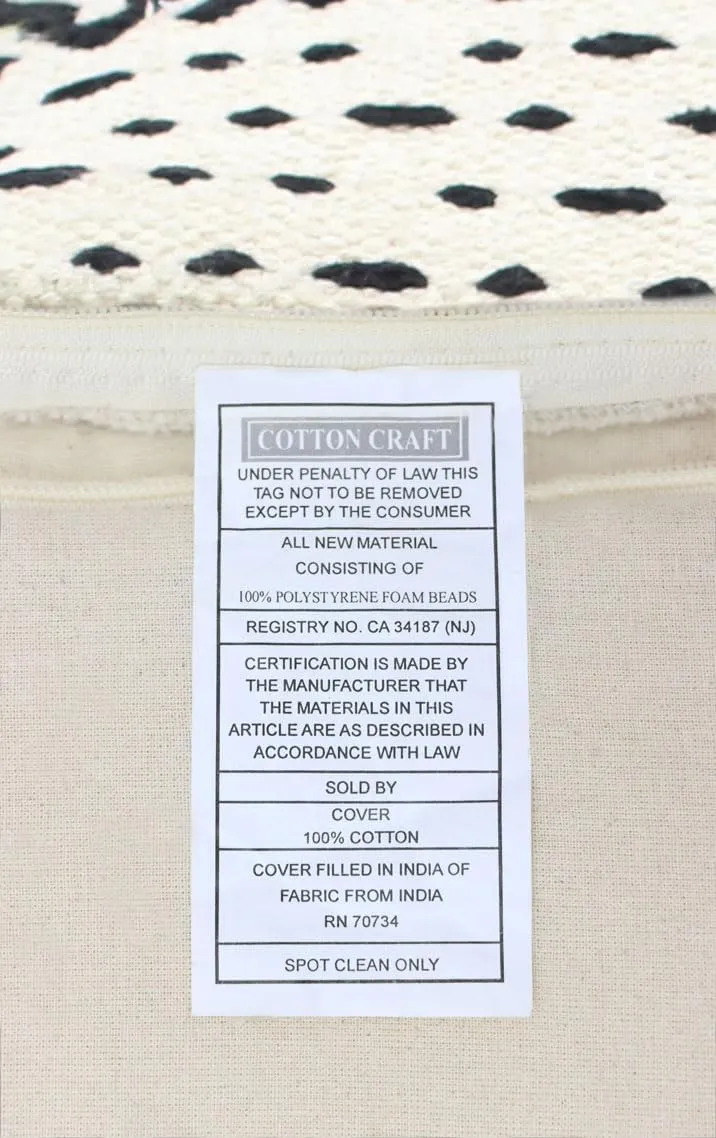 COTTON CRAFT
UNDER PENALTY OF LAW THIS
TAG NOT TO BE REMOVED
EXCEPT BY THE CONSUMER
ALL NEW MATERIAL
CONSISTING OF
100% POLYSTYRENE FOAM BEADS
REGISTRY NO. CA 34187 (NJ)
CERTIFICATION IS MADE BY
THE MANUFACTURER THAT
THE MATERIALS IN THIS
ARTICLE ARE AS DESCRIBED IN
ACCORDANCE WITH LAW
SOLD BY
COVER
100% COTTON
COVER FILLED IN INDIA OF
FABRIC FROM INDIA
RN 70734
SPOT CLEAN ONLY